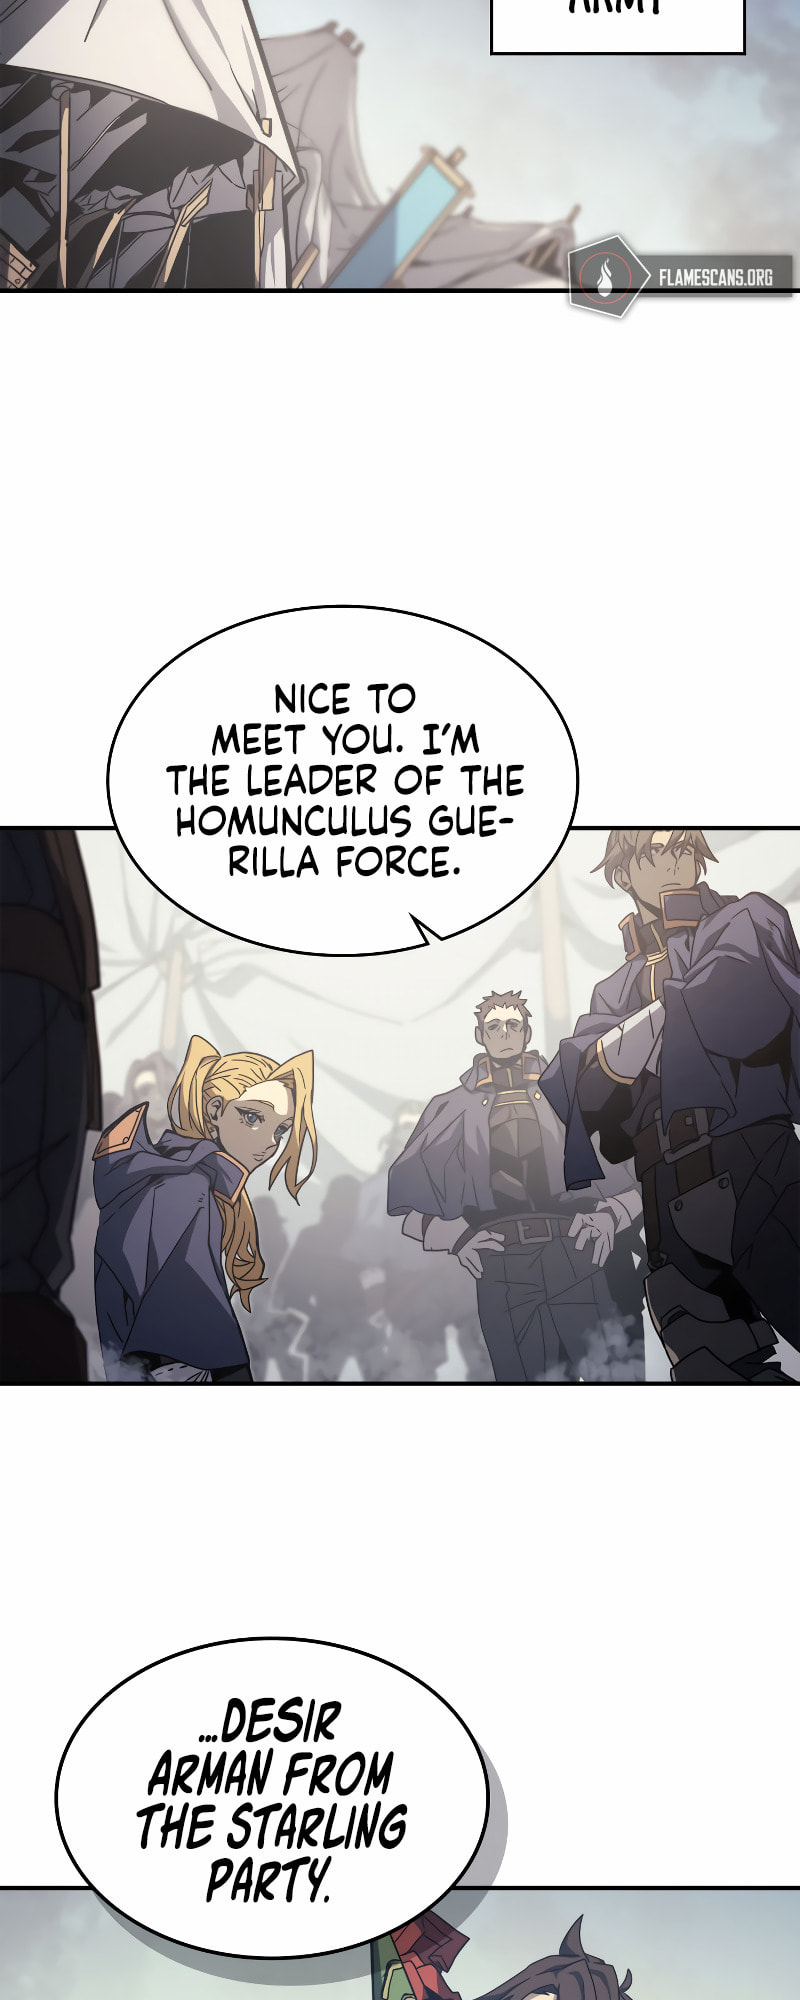 ARMY
FLAMESCANS.ORG
NICE TO
MEET YOU. I'M
THE LEADER OF THE
HOMUNCULUS GUE-
RILLA FORCE.
...DESIR
ARMAN FROM
THE STARLING
PARTY.